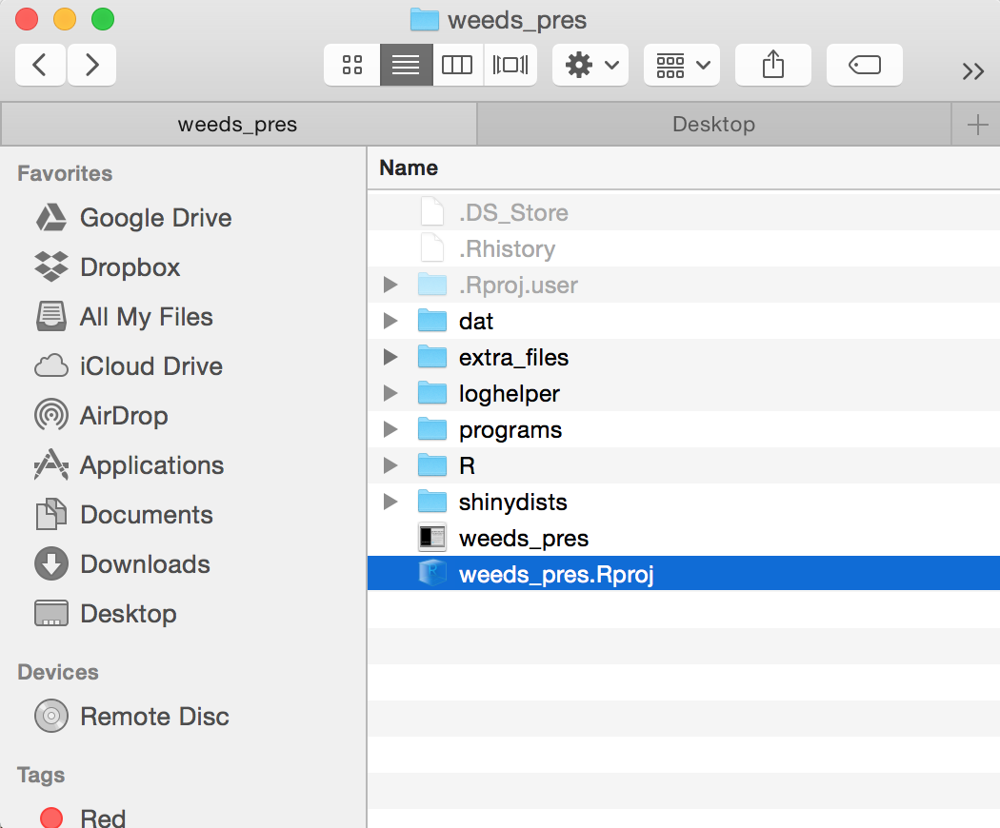 weeds_pres
weeds_pres
Desktop
Favorites
Google Drive
Dropbox
All My Files
iCloud Drive
AirDrop
Applications
Documents
Downloads
Desktop
Devices
Remote Disc
Tags
Red
Name
.DS_Store
.Rhistory
.Rproj.user
dat
extra_files
loghelper
programs
R
shinydists
weeds_pres
weeds_pres.Rproj